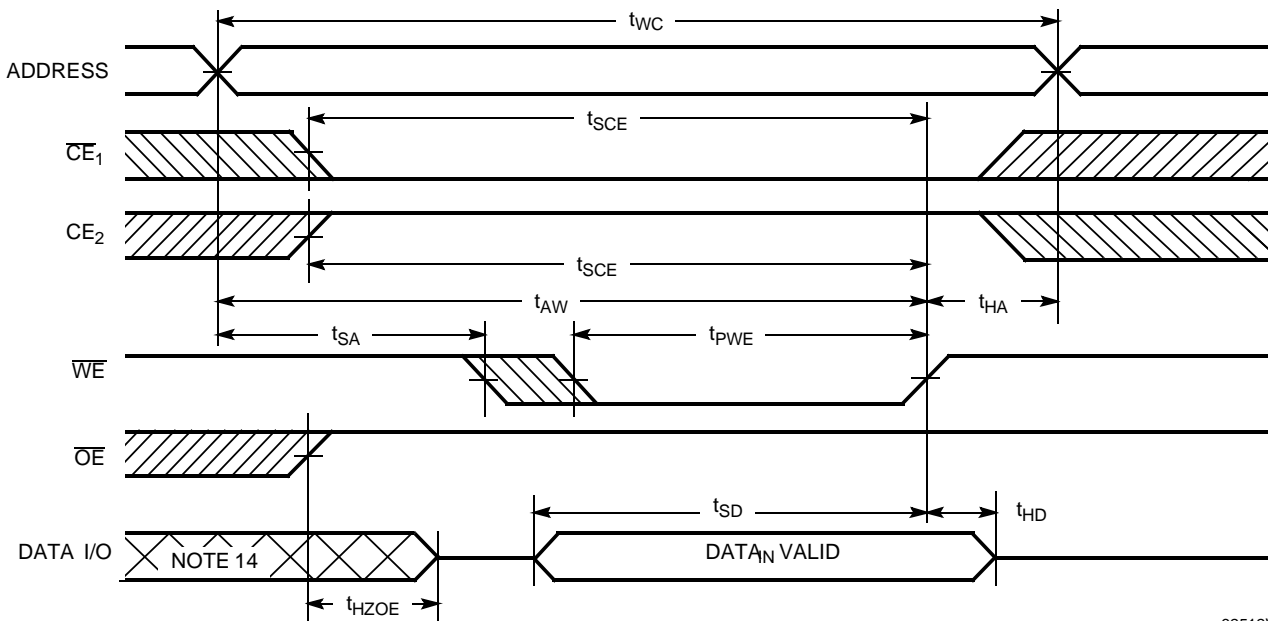 tWC
ADDRESS
tSCE
CE1
CE2
tSCE
tAW
tHA
tSA
tPWE
WE
OE
tSD
tHD
DATA I/O
NOTE 14
DATAIN VALID
tHZOE